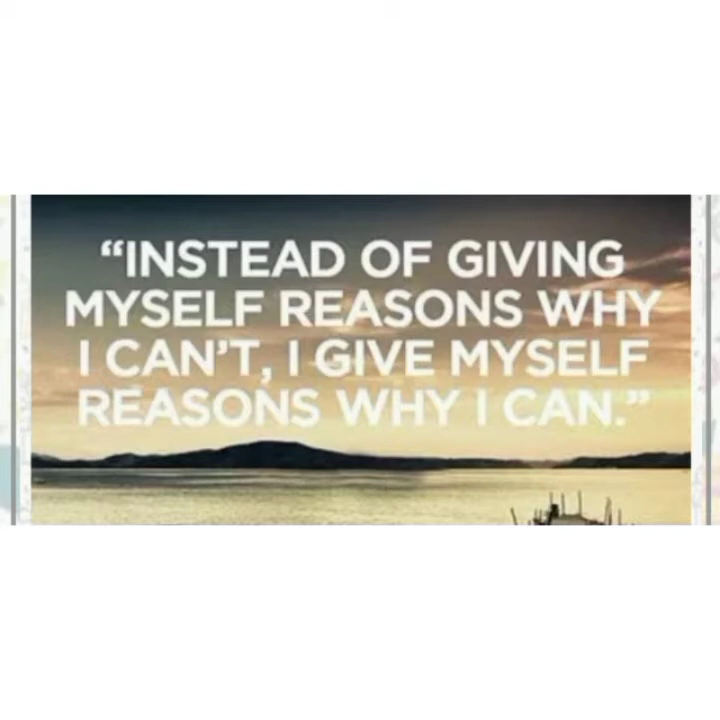 “INSTEAD OF GIVING
MYSELF REASONS WHY
I CAN’T, I GIVE MYSELF
REASONS WHY I CAN.”